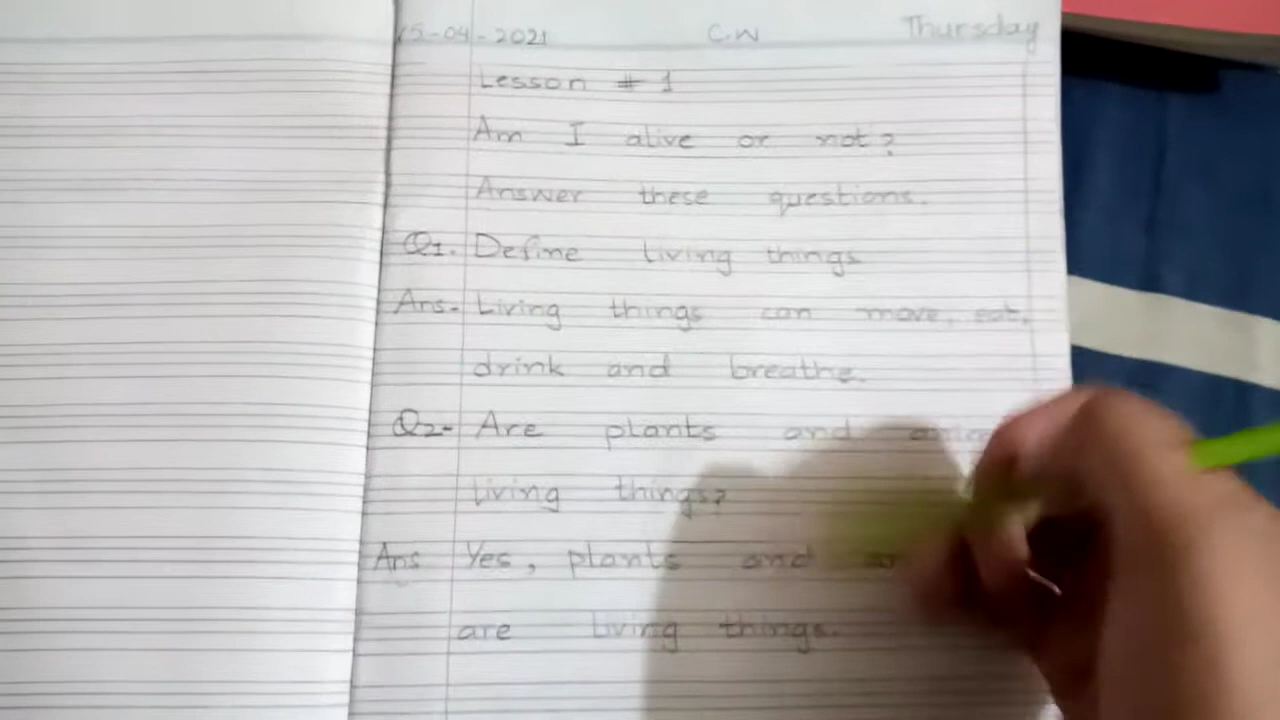 15-04-2021 C.W Thursday
Lesson # 1
Am I alive or not?
Answer these questions.
Q1. Define living things
Ans- Living things can move, eat,
drink and breathe.
Q2- Are plants and
living things?
Ans Yes, plants and
are living things.